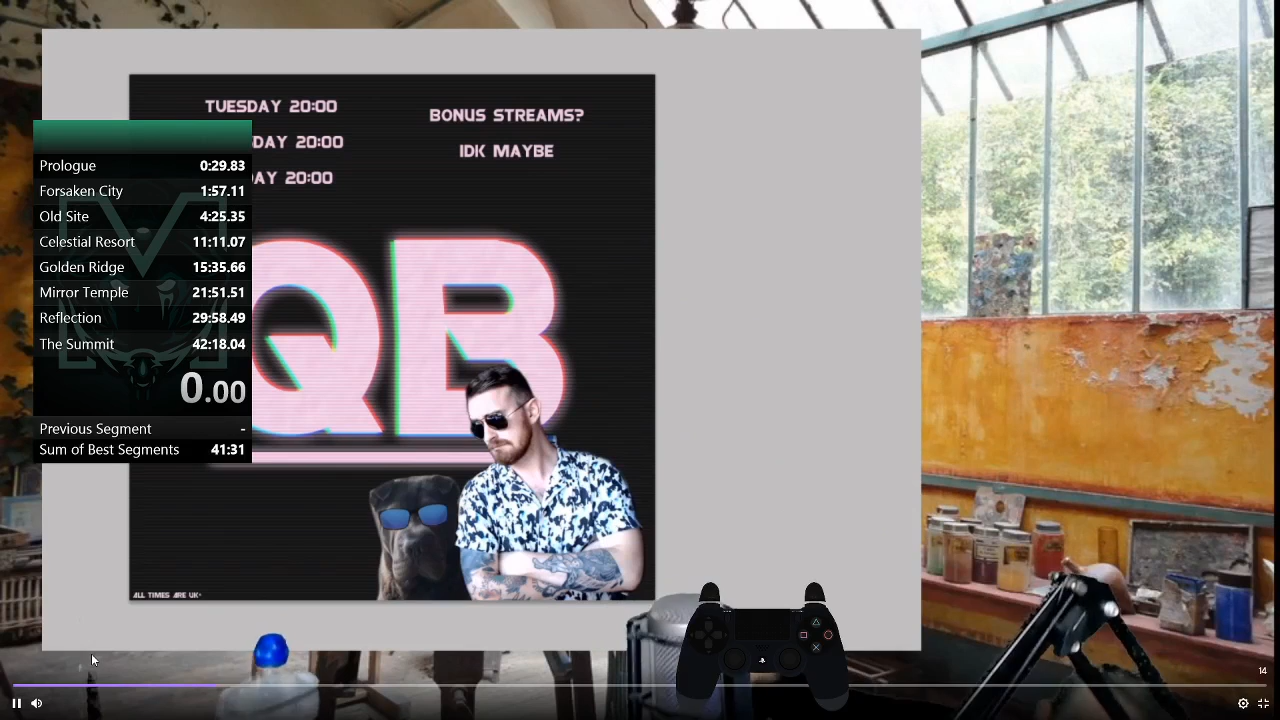 TUESDAY 20:00
DAY 20:00
AY 20:00
BONUS STREAMS?
IDK MAYBE
QB
ALL TIMES ARE UK*
Prologue 0:29.83
Forsaken City 1:57.11
Old Site 4:25.35
Celestial Resort 11:11.07
Golden Ridge 15:35.66
Mirror Temple 21:51.51
Reflection 29:58.49
The Summit 42:18.04
0.00
Previous Segment -
Sum of Best Segments 41:31
14